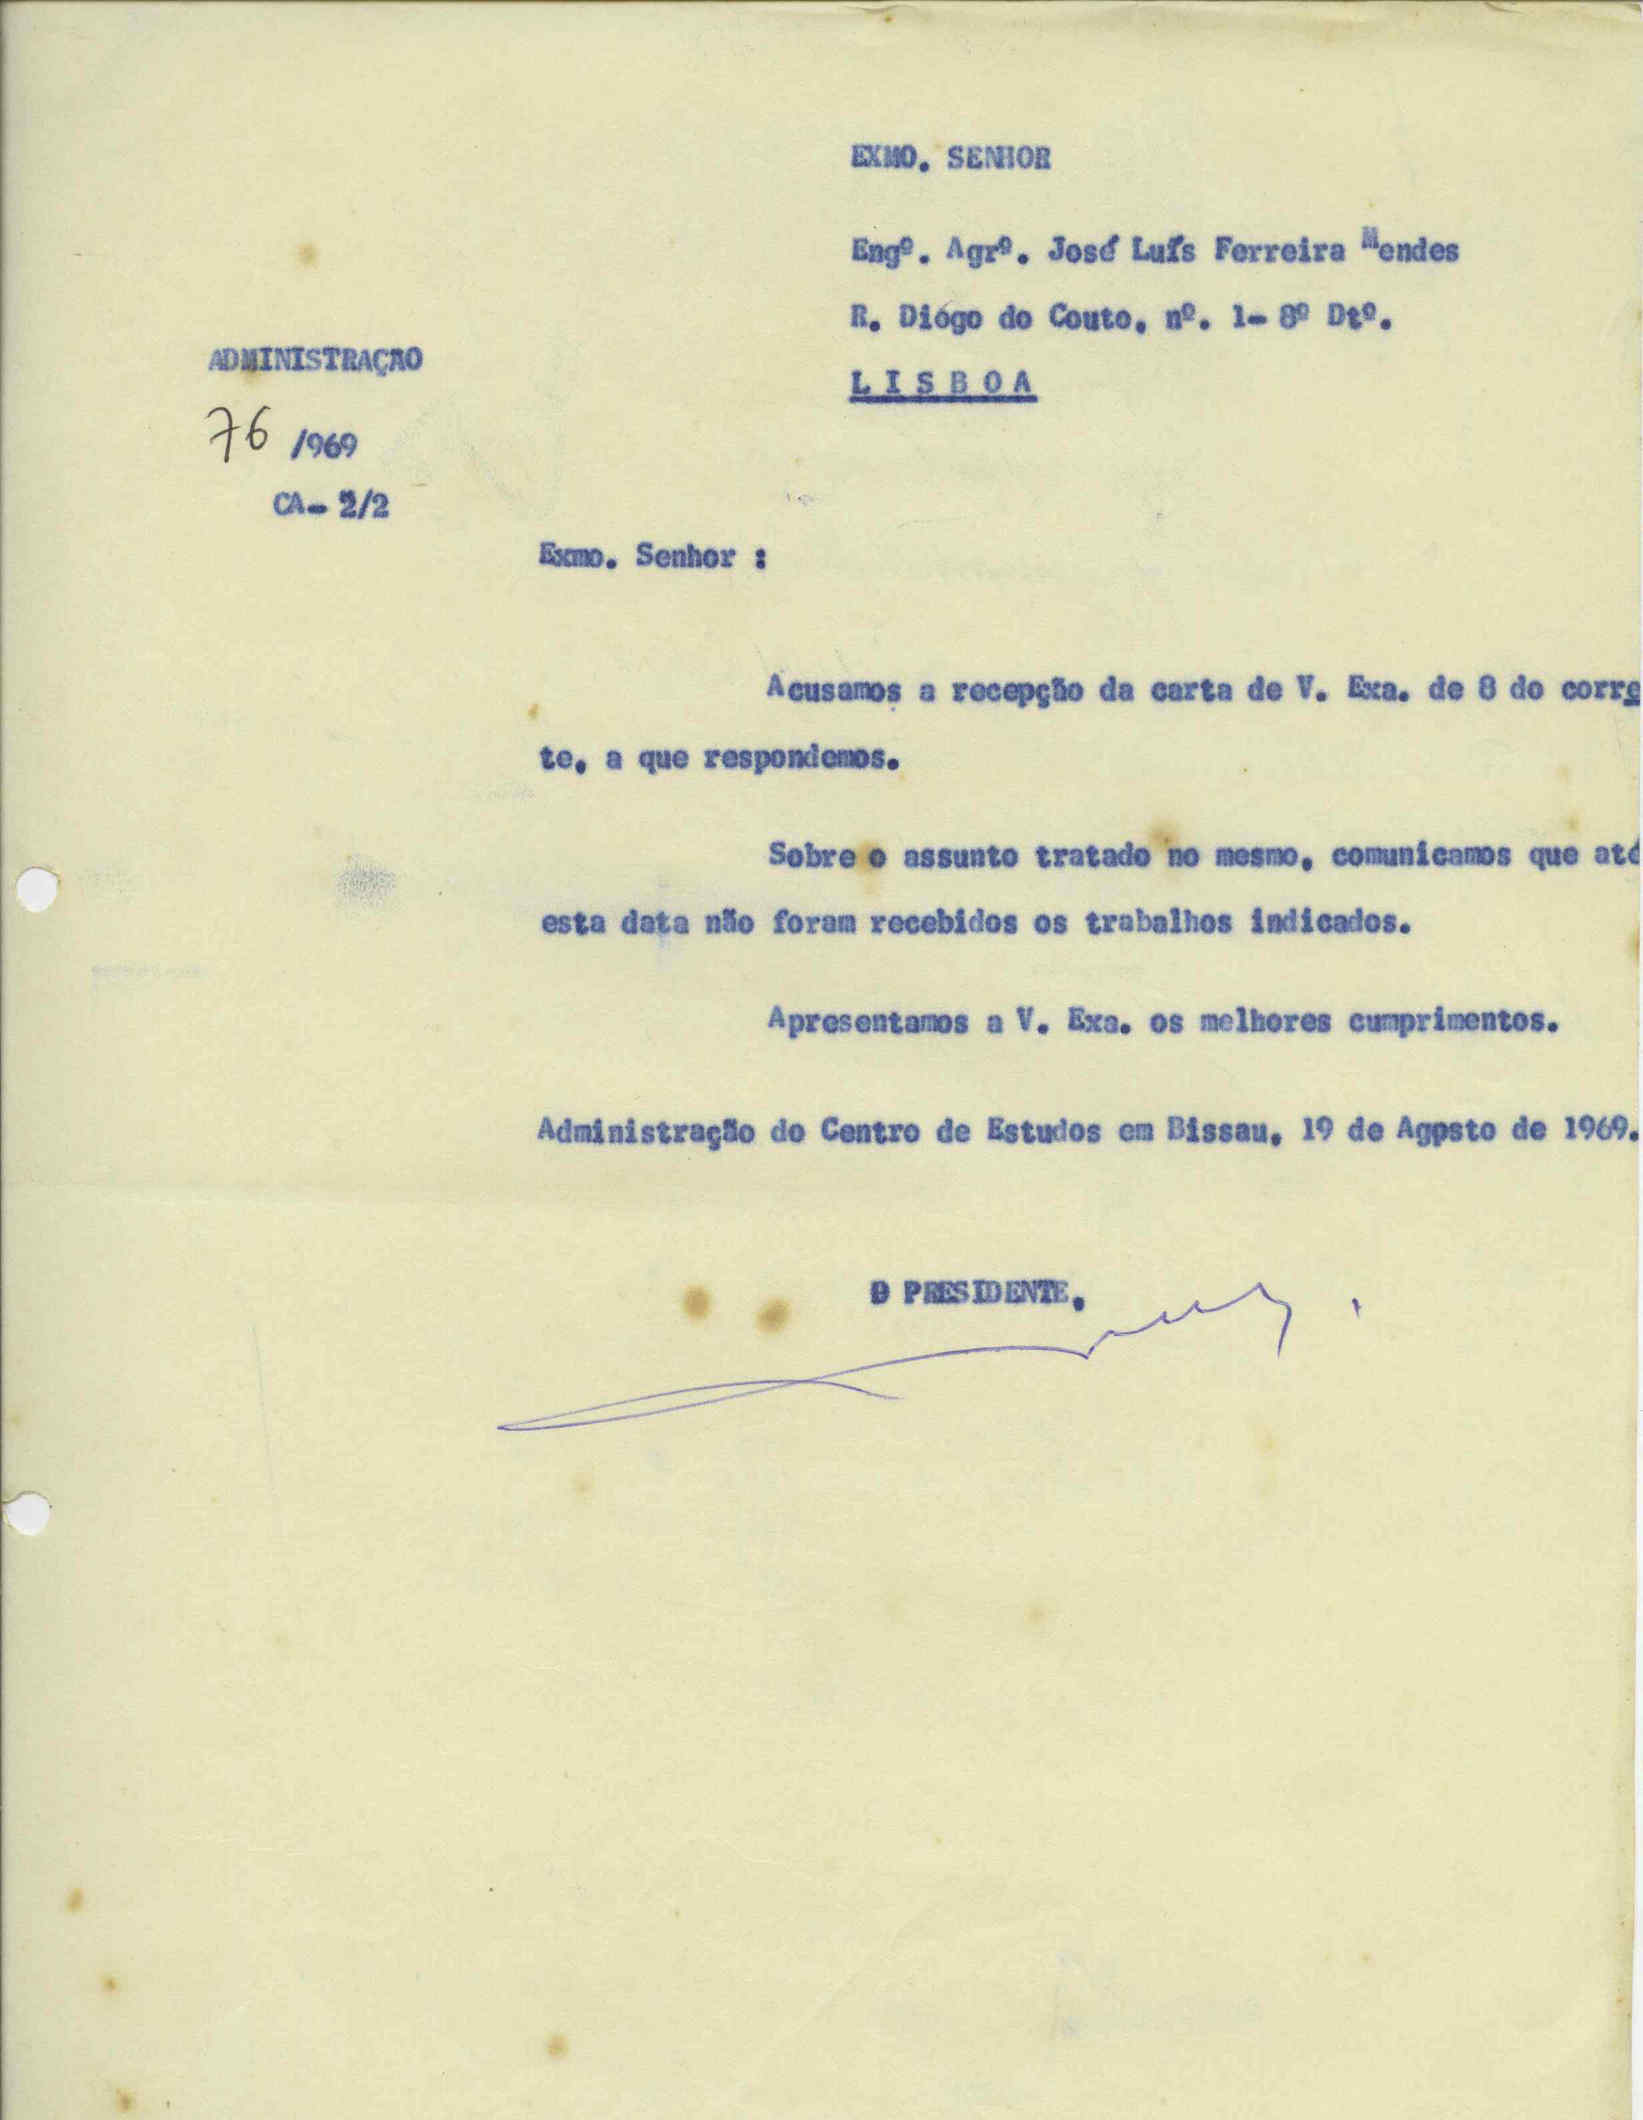 EXMO. SENHOR
Engº. Agrº. José Luís Ferreira Mendes
R. Diógo do Couto, nº. 1- 8º Dtº.
LISBOA
ADMINISTRAÇÃO
76 /969
CA- 2/2
Exmo. Senhor :
Acusamos a recepção da carta de V. Exa. de 8 do corre
te, a que respondemos.
Sobre o assunto tratado no mesmo, comunicamos que até
esta data não foram recebidos os trabalhos indicados.
Apresentamos a V. Exa. os melhores cumprimentos.
Administração do Centro de Estudos em Bissau, 19 de Agpsto de 1969.
O PRESIDENTE,